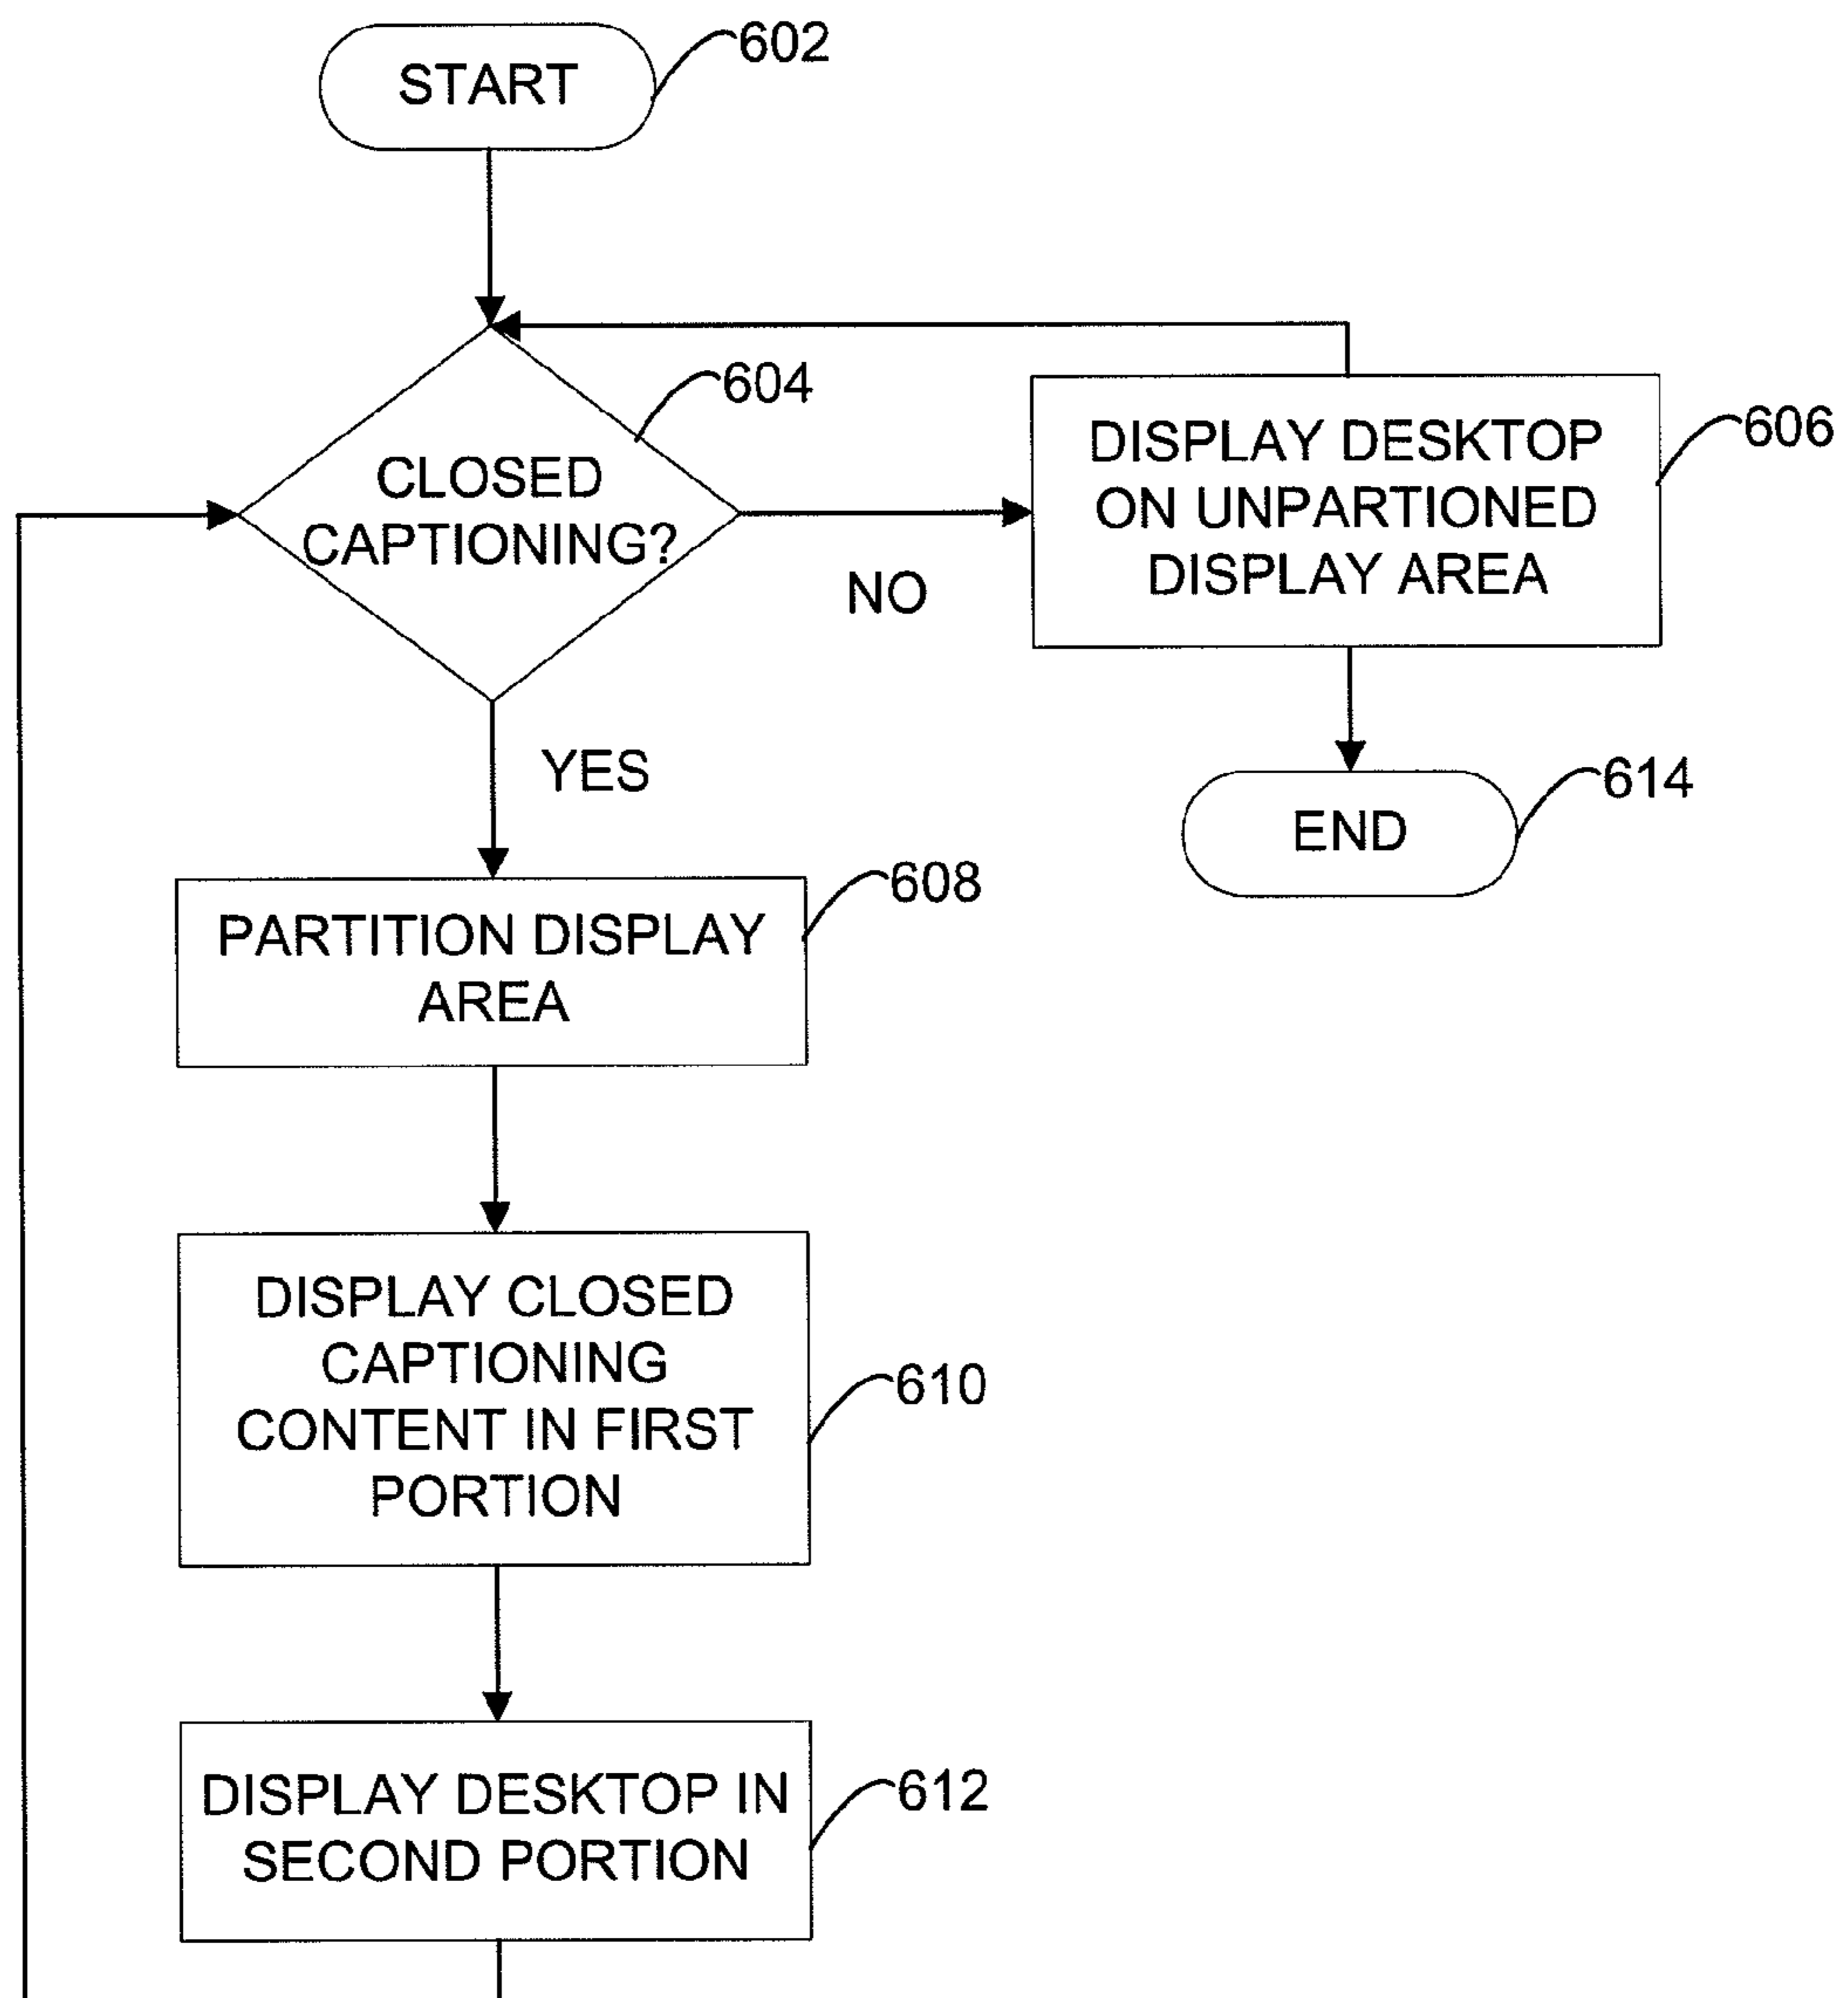 START
602
CLOSED
CAPTIONING?
604
NO
DISPLAY DESKTOP
ON UNPARTIONED
DISPLAY AREA
606
END
614
YES
PARTITION DISPLAY
AREA
608
DISPLAY CLOSED
CAPTIONING
CONTENT IN FIRST
PORTION
610
DISPLAY DESKTOP IN
SECOND PORTION
612